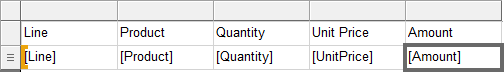 Line Product Quantity Unit Price Amount
[Line] [Product] [Quantity] [UnitPrice] [Amount]